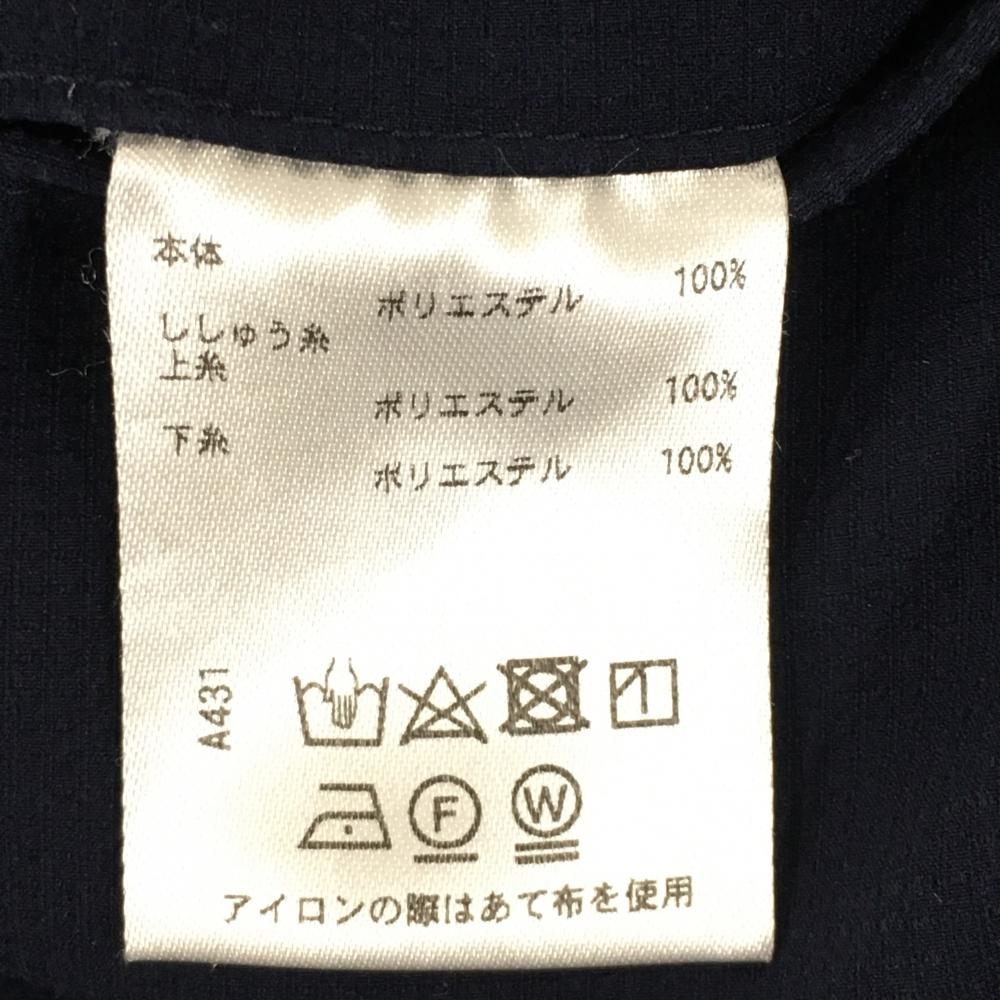 本体
ポリエステル 100%
ししゅう糸
上糸
ポリエステル 100%
下糸
ポリエステル 100%
A431
F W
アイロンの際はあて布を使用